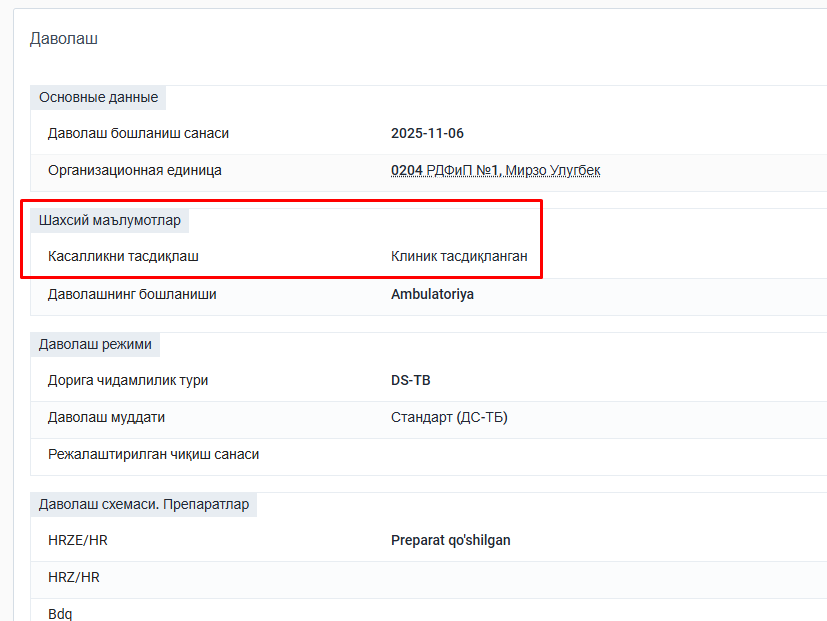 Даволаш
Основные данные
Даволаш бошланиш санаси 2025-11-06
Организационная единица 0204 РДФиП №1, Мирзо Улугбек
Шахсий маълумотлар
Касалликни тасдиқлаш Клиник тасдиқланган
Даволашнинг бошланиши Ambulatoriya
Даволаш режими
Дорига чидамлилик тури DS-TB
Даволаш муддати Стандарт (ДС-ТБ)
Режалаштирилган чиқиш санаси
Даволаш схемаси. Препаратлар
HRZE/HR Preparat qo'shilgan
HRZ/HR
Bdq